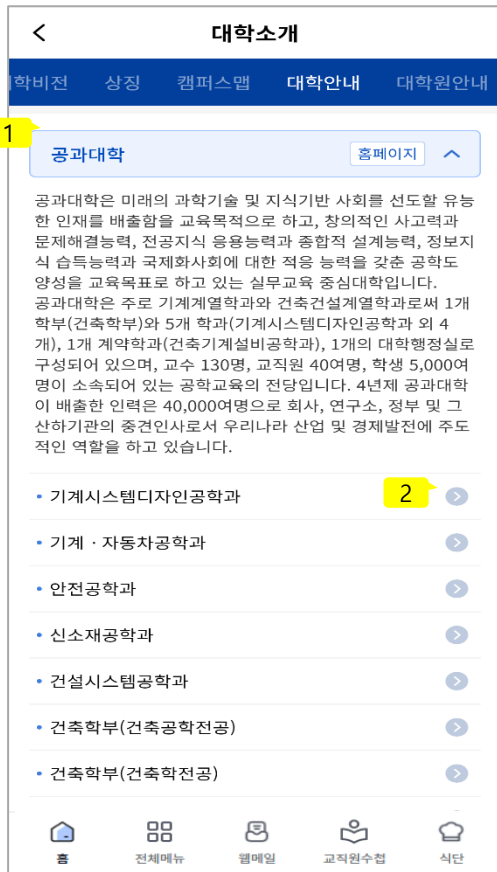 대학소개
학비전 상징 캠퍼스맵 대학안내 대학원안내
1
공과대학 홈페이지
공과대학은 미래의 과학기술 및 지식기반 사회를 선도할 유능
한 인재를 배출함을 교육목적으로 하고, 창의적인 사고력과
문제해결능력, 전공지식 응용능력과 종합적 설계능력, 정보지
식 습득능력과 국제화사회에 대한 적응 능력을 갖춘 공학도
양성을 교육목표로 하고 있는 실무교육 중심대학입니다.
공과대학은 주로 기계계열학과와 건축건설계열학과로써 1개
학부(건축학부)와 5개 학과(기계시스템디자인공학과 외 4
개), 1개 계약학과(건축기계설비공학과), 1개의 대학행정실로
구성되어 있으며, 교수 130명, 교직원 40여명, 학생 5,000여
명이 소속되어 있는 공학교육의 전당입니다. 4년제 공과대학
이 배출한 인력은 40,000여명으로 회사, 연구소, 정부 및 그
산하기관의 중견인사로서 우리나라 산업 및 경제발전에 주도
적인 역할을 하고 있습니다.
기계시스템디자인공학과 2
기계 · 자동차공학과
안전공학과
신소재공학과
건설시스템공학과
건축학부(건축공학전공)
건축학부(건축학전공)
홈 전체메뉴 웹메일 교직원수첩 식단